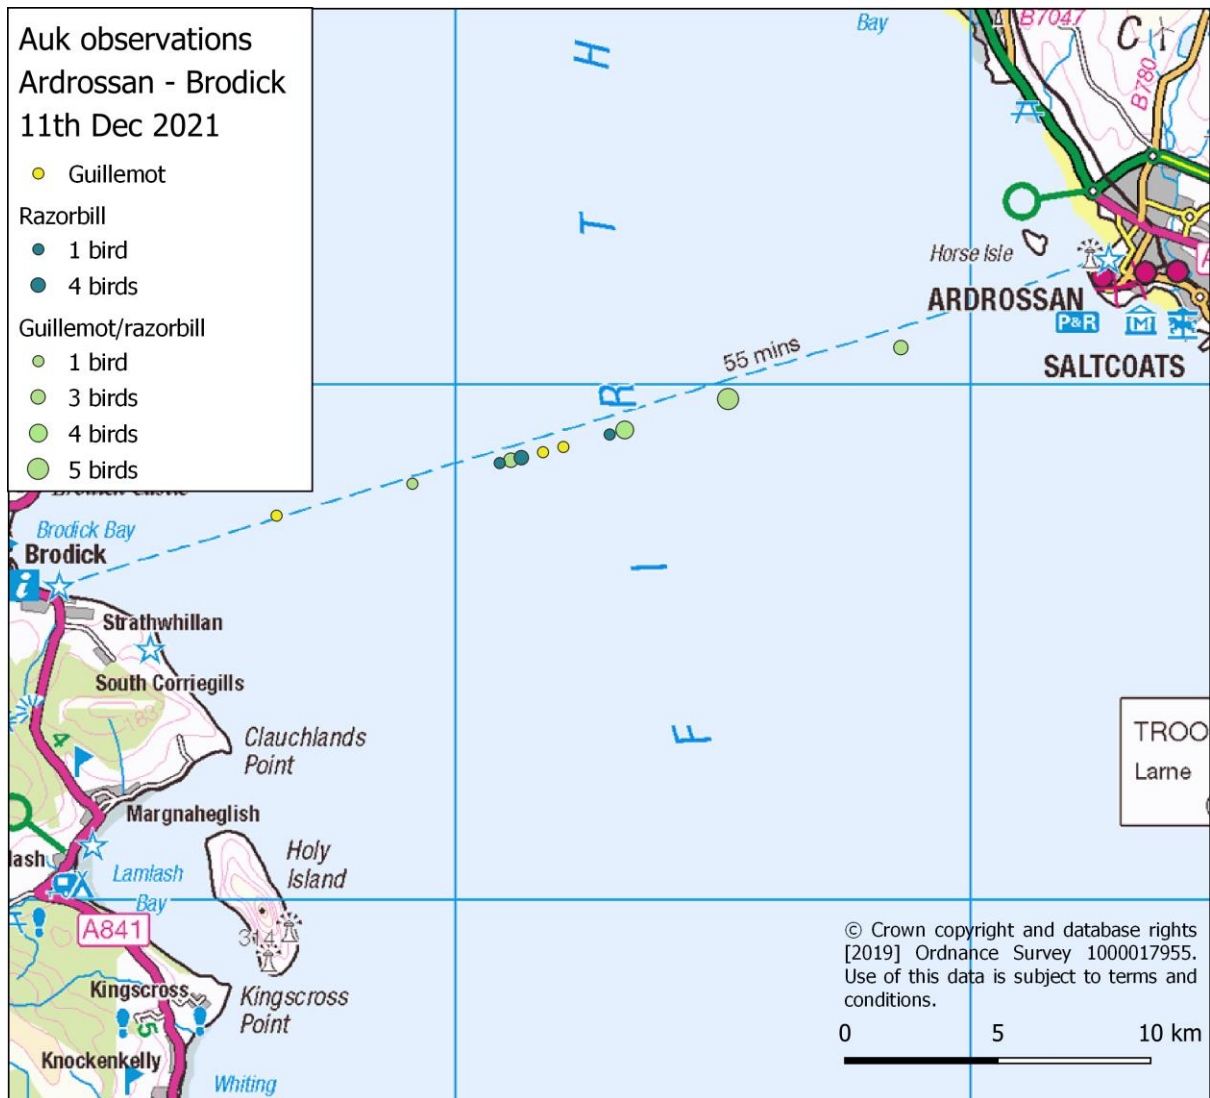 Auk observations
Ardrossan - Brodick
11th Dec 2021
Guillemot
Razorbill
1 bird
4 birds
Guillemot/razorbill
1 bird
3 birds
4 birds
5 birds
Bay
B7047
C
B780
H
T
R
I
F
Horse Isle
A
ARDROSSAN
P&R
M
SALTCOATS
55 mins
Brodick Bay
Brodick
i
Strathwhillan
South Corriegills
183
4
Clauchlands
Point
Margnaheglish
lash
Lamlash
Bay
Holy
Island
314
A841
Kingscross
Kingscross
Point
5
Knockenkelly
Whiting
TROO
Larne
© Crown copyright and database rights
[2019] Ordnance Survey 1000017955.
Use of this data is subject to terms and
conditions.
0 5 10 km